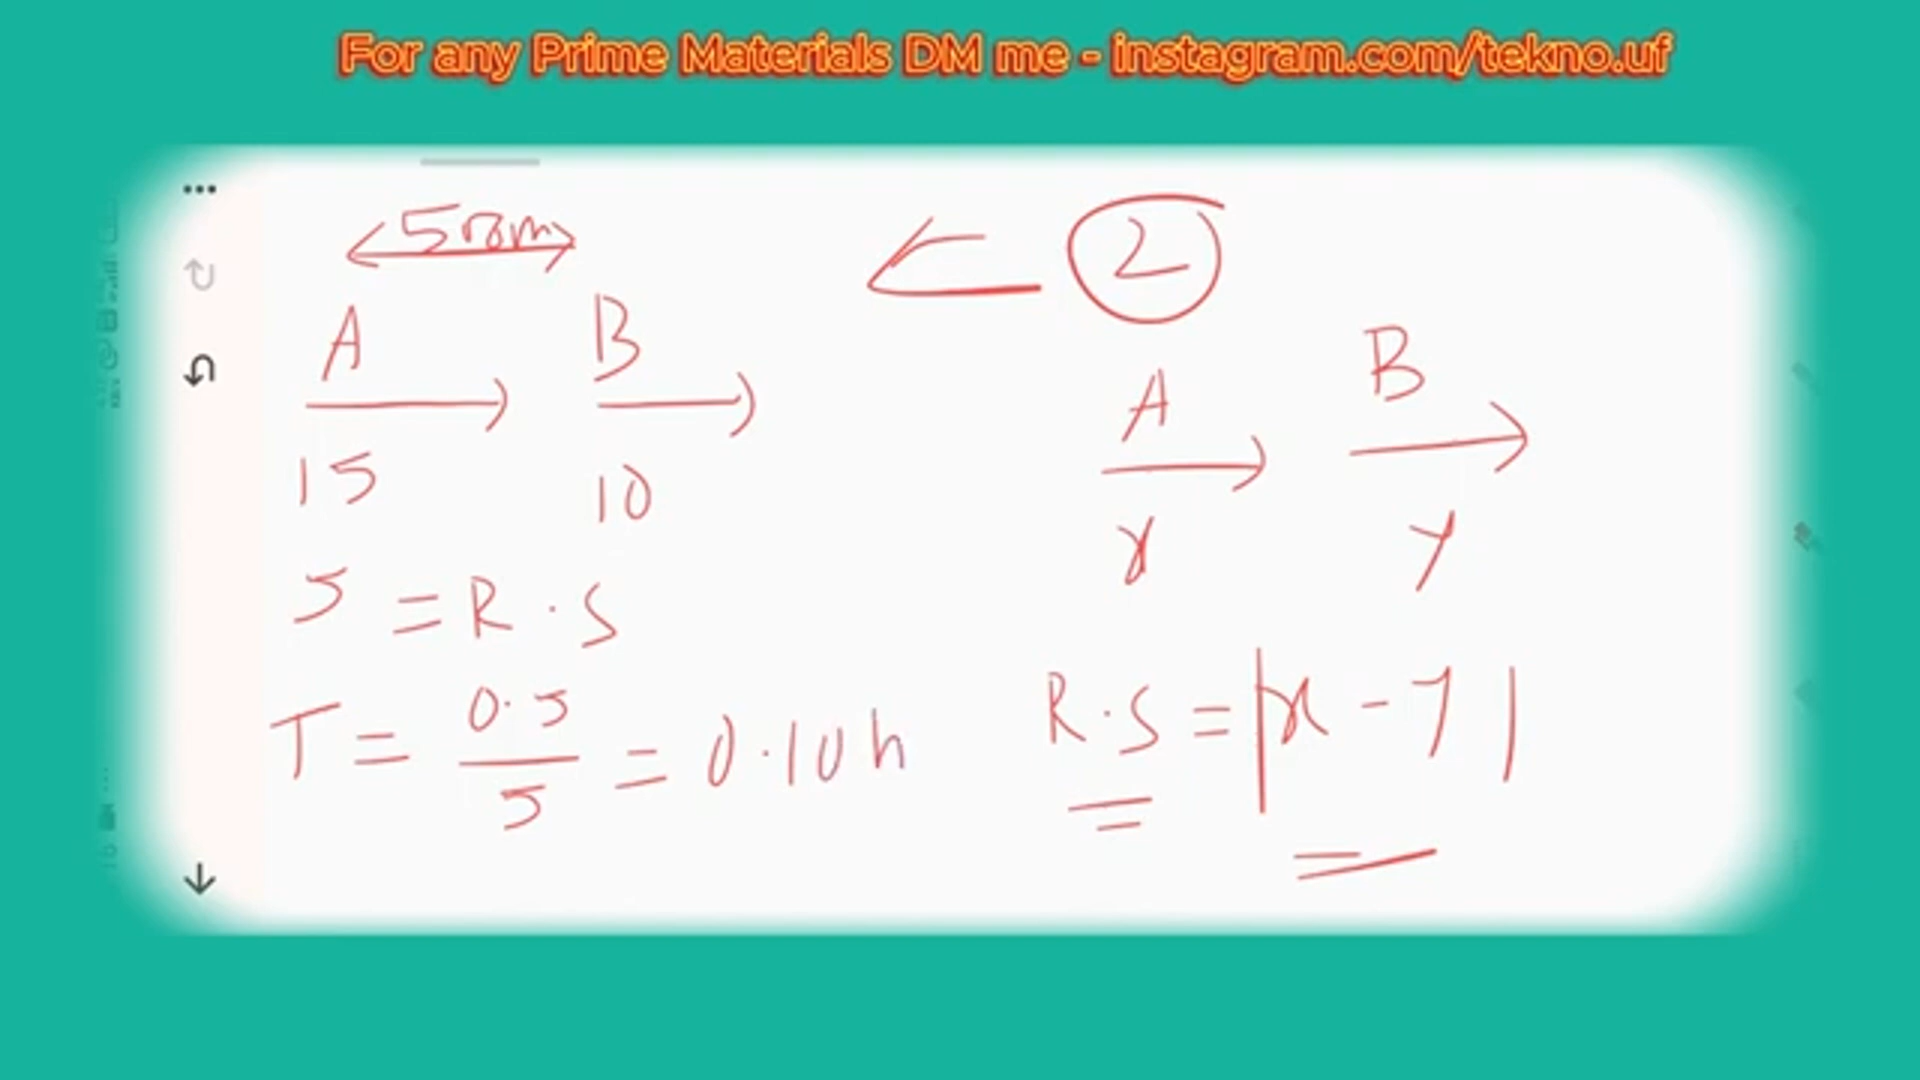 For any Prime Materials DM me - instagram.com/tekno.uf
500m
2
A B
15 10
A B
x y
5 = R.S
T = 0.5/5 = 0.10h
R.S = |x - y|